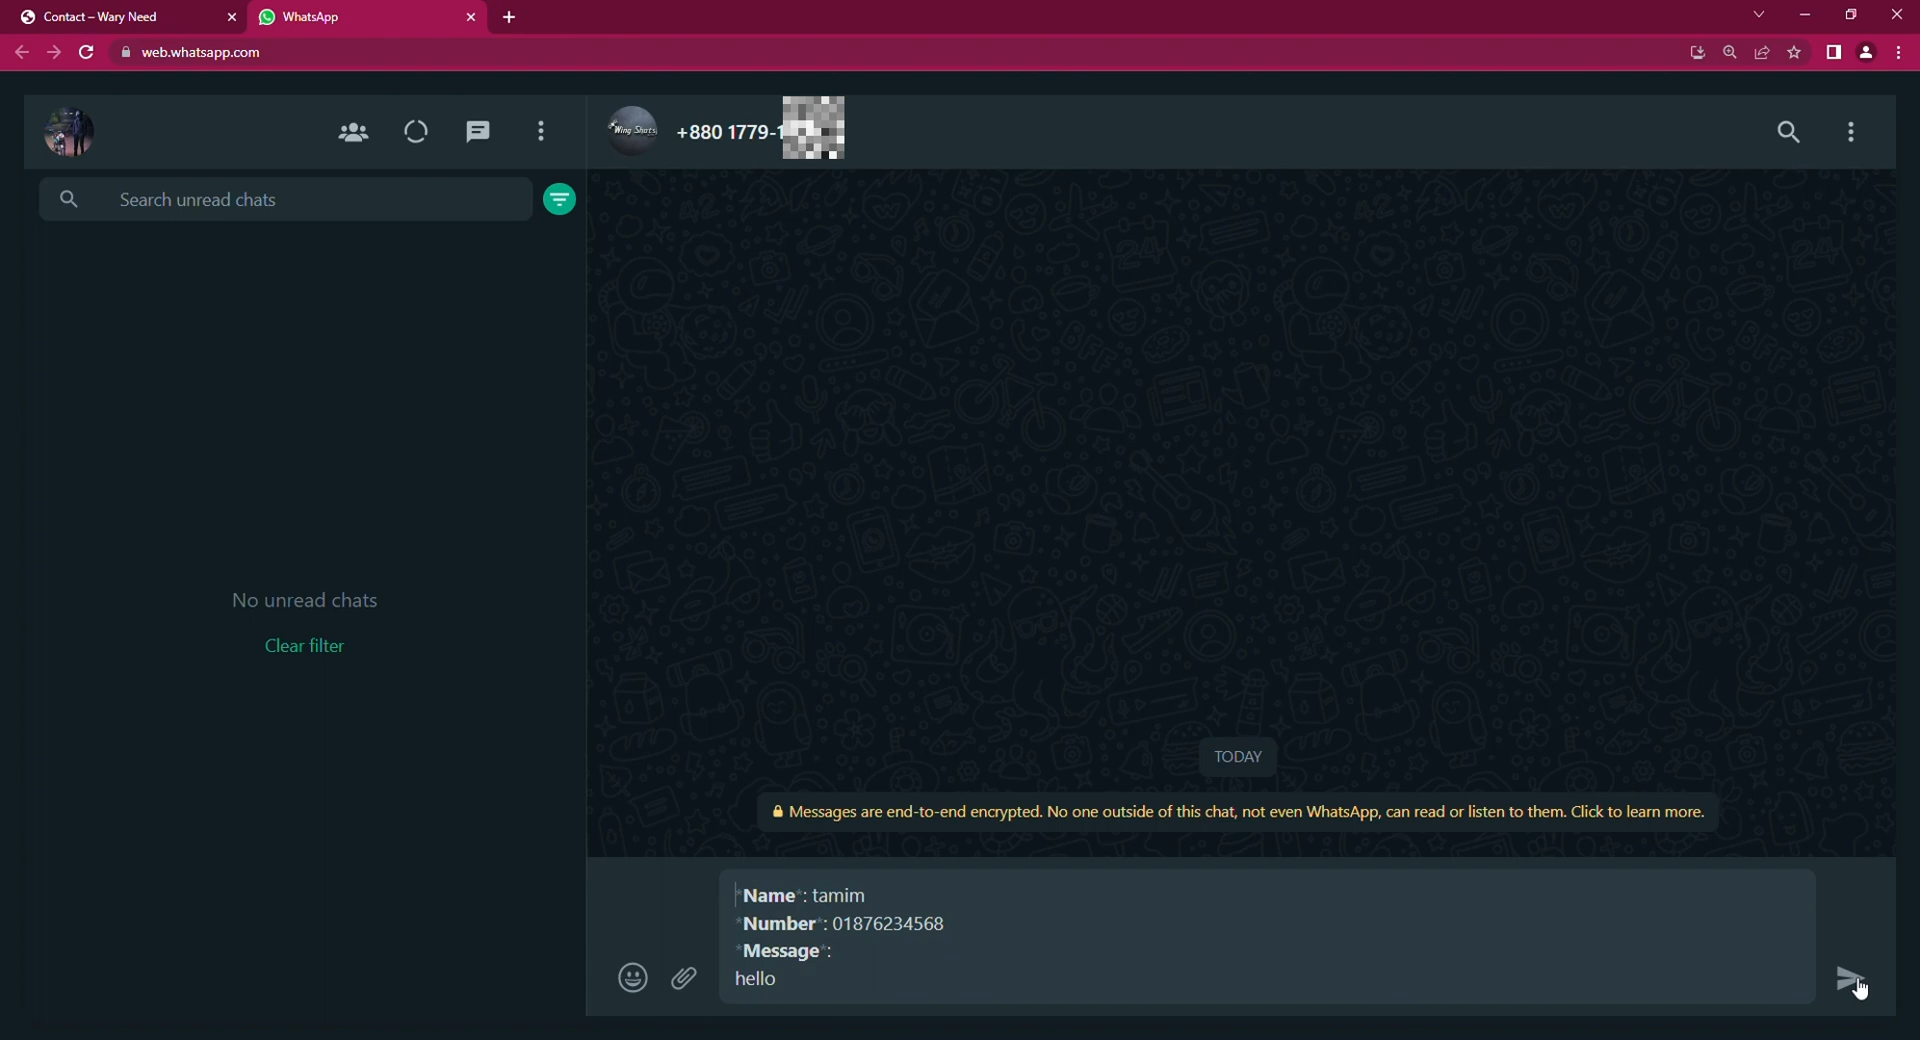 Contact – Wary Need
WhatsApp
web.whatsapp.com
Wing Shots
+880 1779-1
Search unread chats
No unread chats
Clear filter
TODAY
Messages are end-to-end encrypted. No one outside of this chat, not even WhatsApp, can read or listen to them. Click to learn more.
*Name*: tamim
*Number*: 01876234568
*Message*:
hello